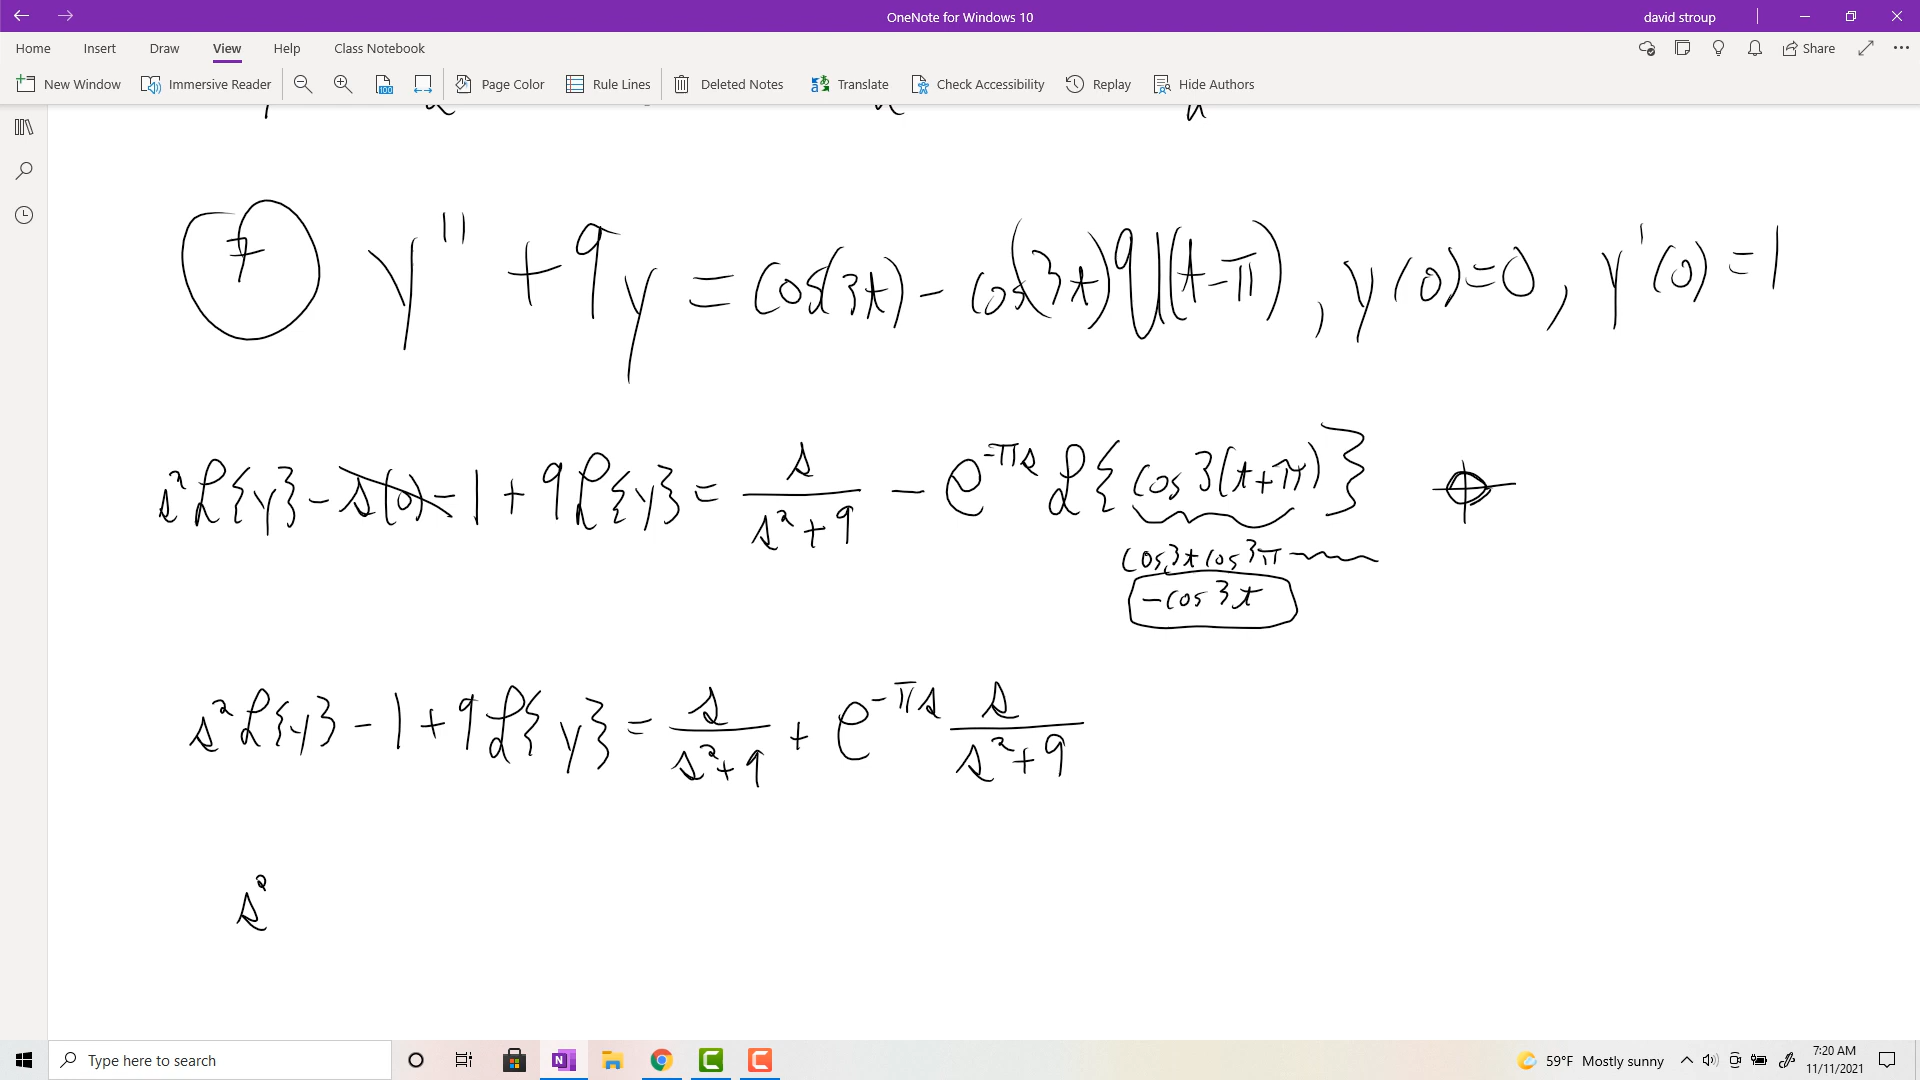 OneNote for Windows 10
david stroup
Home Insert Draw View Help Class Notebook
Share
New Window Immersive Reader 100 Page Color Rule Lines Deleted Notes Translate Check Accessibility Replay Hide Authors
7 y'' + 9y = cos(3t) - cos(3t)𝒰(t-π), y(0)=0, y'(0)=1
s²ℒ{y} - s(0) - 1 + 9ℒ{y} = s/(s²+9) - e^(-πs) ℒ{cos 3(t+π)}
cos 3t cos 3π
-cos 3t
s²ℒ{y} - 1 + 9ℒ{y} = s/(s²+9) + e^(-πs) s/(s²+9)
s²
Type here to search
59°F Mostly sunny
7:20 AM
11/11/2021